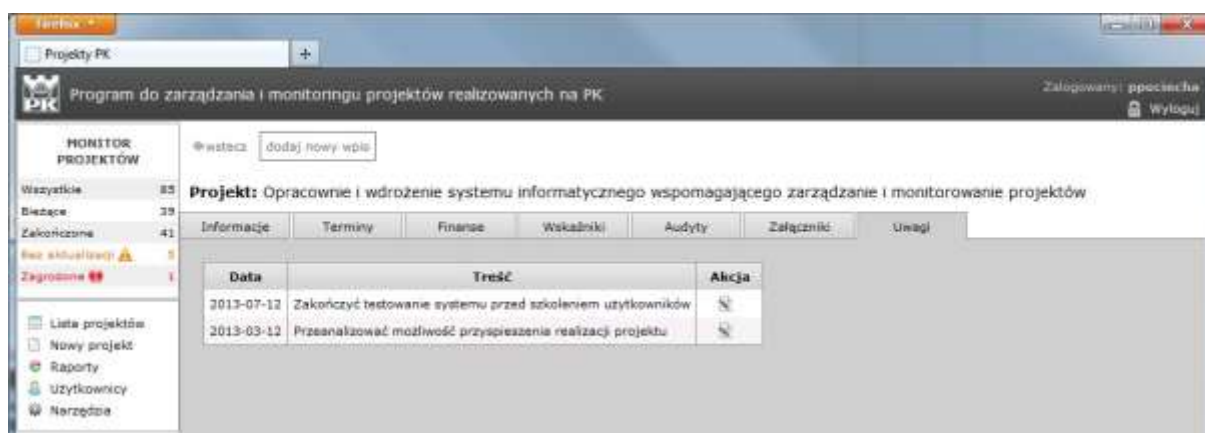 Firefox
Projekty PK
+
PK
Program do zarządzania i monitoringu projektów realizowanych na PK
Zalogowany: ppociecha
Wyloguj
MONITOR
PROJEKTÓW
Wszystkie 85
Bieżące 39
Zakończone 41
Bez aktualizacji 5
Zagrożone 1
Lista projektów
Nowy projekt
Raporty
Użytkownicy
Narzędzia
wstecz dodaj nowy wpis
Projekt: Opracownie i wdrożenie systemu informatycznego wspomagającego zarządzanie i monitorowanie projektów
Informacje Terminy Finanse Wskaźniki Audyty Załączniki Uwagi
Data Treść Akcja
2013-07-12 Zakończyć testowanie systemu przed szkoleniem użytkowników
2013-03-12 Przeanalizować możliwość przyspieszenia realizacji projektu